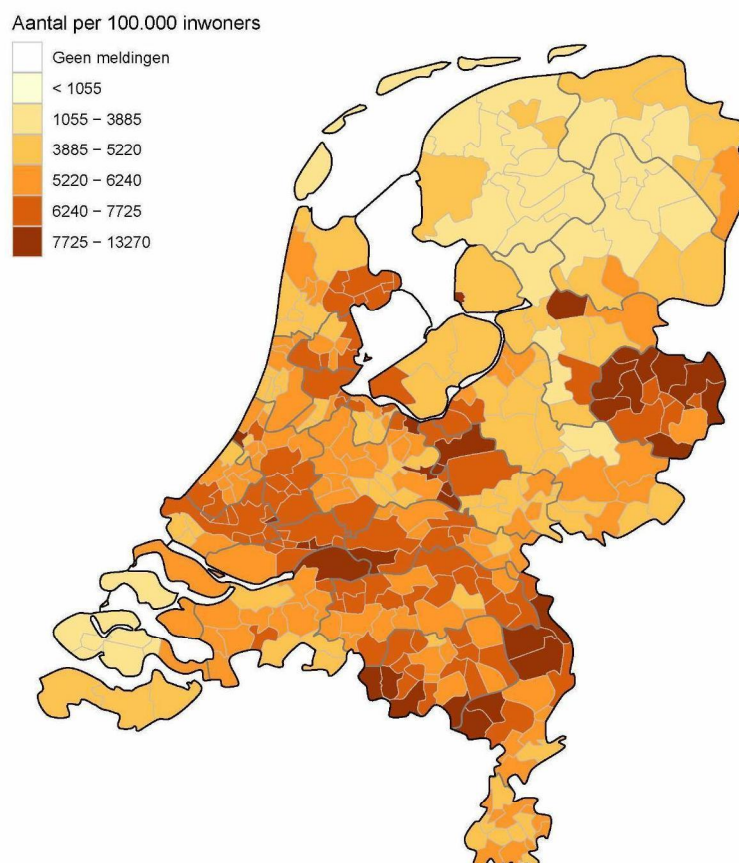 Aantal per 100.000 inwoners
Geen meldingen
< 1055
1055 – 3885
3885 – 5220
5220 – 6240
6240 – 7725
7725 – 13270